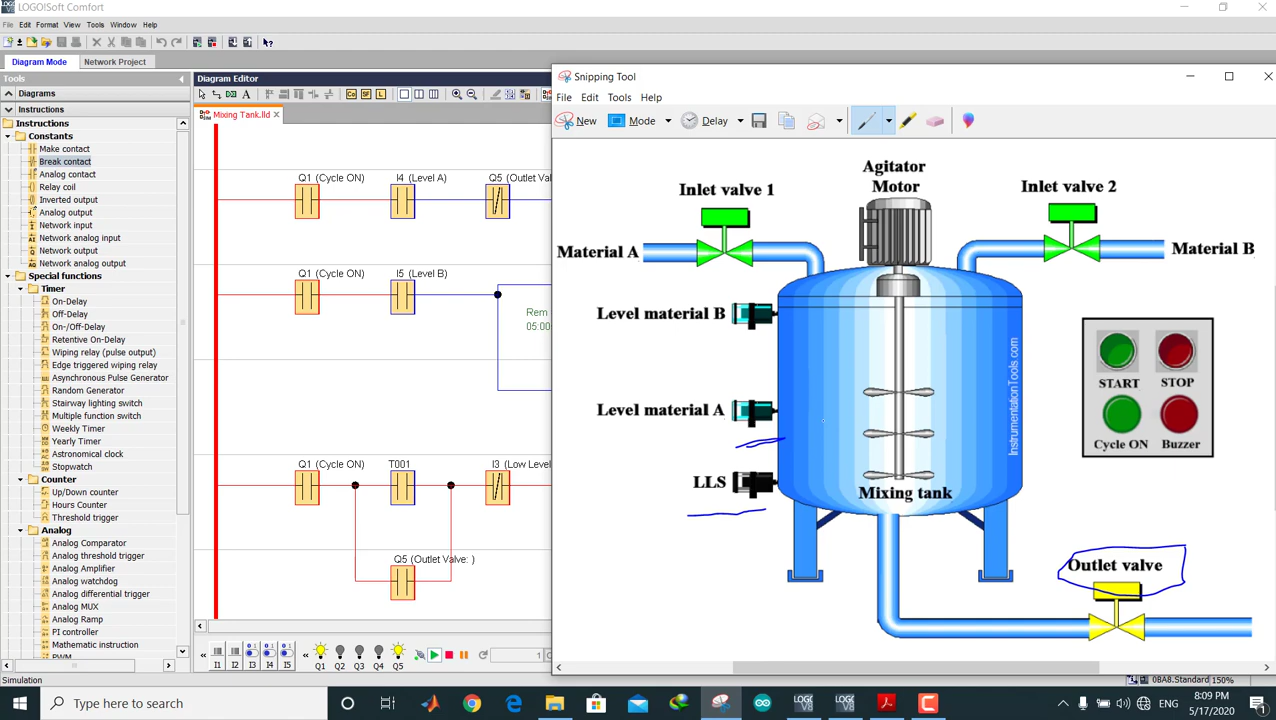 LOGO!Soft Comfort
File Edit Format View Tools Window Help
Diagram Mode Network Project
Tools
Diagrams
Instructions
Instructions
Constants
Make contact
Break contact
Analog contact
Relay coil
Inverted output
Analog output
Network input
Network analog input
Network output
Network analog output
Special functions
Timer
On-Delay
Off-Delay
On-/Off-Delay
Retentive On-Delay
Wiping relay (pulse output)
Edge triggered wiping relay
Asynchronous Pulse Generator
Random Generator
Stairway lighting switch
Multiple function switch
Weekly Timer
Yearly Timer
Astronomical clock
Stopwatch
Counter
Up/Down counter
Hours Counter
Threshold trigger
Analog
Analog Comparator
Analog threshold trigger
Analog Amplifier
Analog watchdog
Analog differential trigger
Analog MUX
Analog Ramp
PI controller
Mathematic instruction
PWM
Simulation
Diagram Editor
Mixing Tank.lld
Q1 (Cycle ON) I4 (Level A) Q5 (Outlet Val
Q1 (Cycle ON) I5 (Level B)
Rem
05:00
Q1 (Cycle ON) T001 I3 (Low Level
Q5 (Outlet Valve: )
I1 I2 I3 I4 I5 Q1 Q2 Q3 Q4 Q5
Snipping Tool
File Edit Tools Help
New Mode Delay
Agitator
Motor
Inlet valve 1
Inlet valve 2
Material A
Material B
Level material B
Level material A
LLS
Mixing tank
InstrumentationTools.com
START STOP
Cycle ON Buzzer
Outlet valve
0BA8.Standard 150%
Type here to search
ENG
8:09 PM
5/17/2020